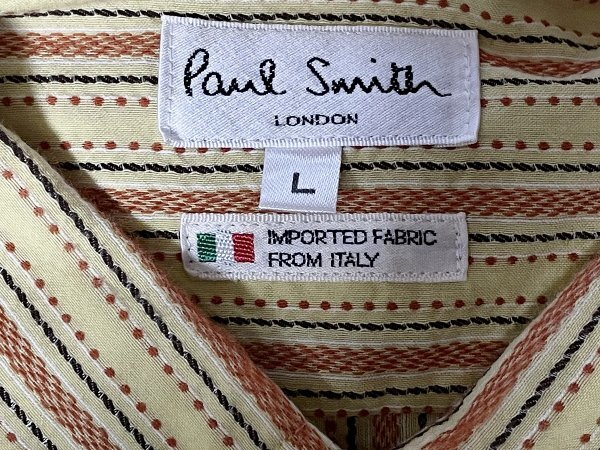 Paul Smith
LONDON
L
IMPORTED FABRIC
FROM ITALY